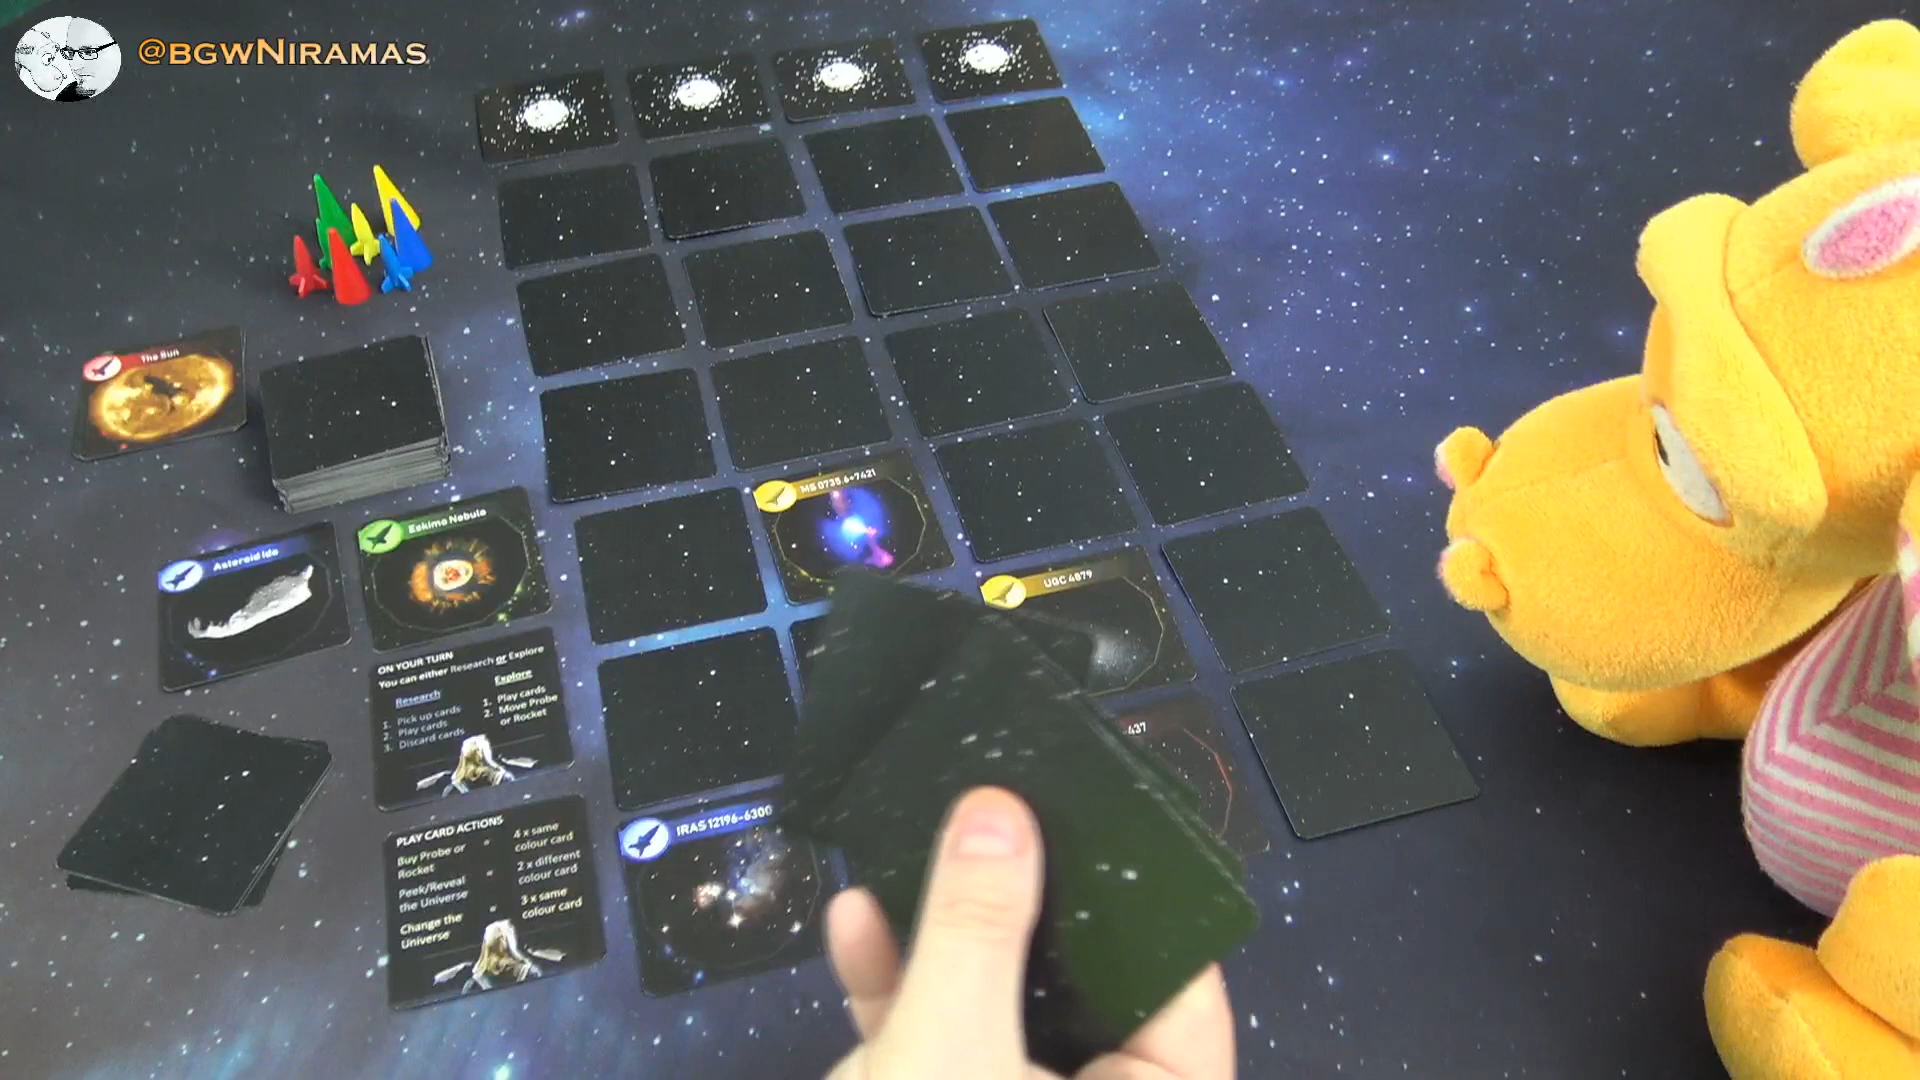 @BGWNIRAMAS
The Sun
MS 0735.6+7421
Eskimo Nebula
Asteroid Ida
UGC 4879
ON YOUR TURN
You can either Research or Explore
Research
1. Pick up cards
2. Play cards
3. Discard cards
Explore
1. Play cards
2. Move Probe
or Rocket
-437
IRAS 12196-6300
PLAY CARD ACTIONS
Buy Probe or
Rocket
=
4 x same
colour card
Peek/Reveal
the Universe
=
2 x different
colour card
Change the
Universe
=
3 x same
colour card